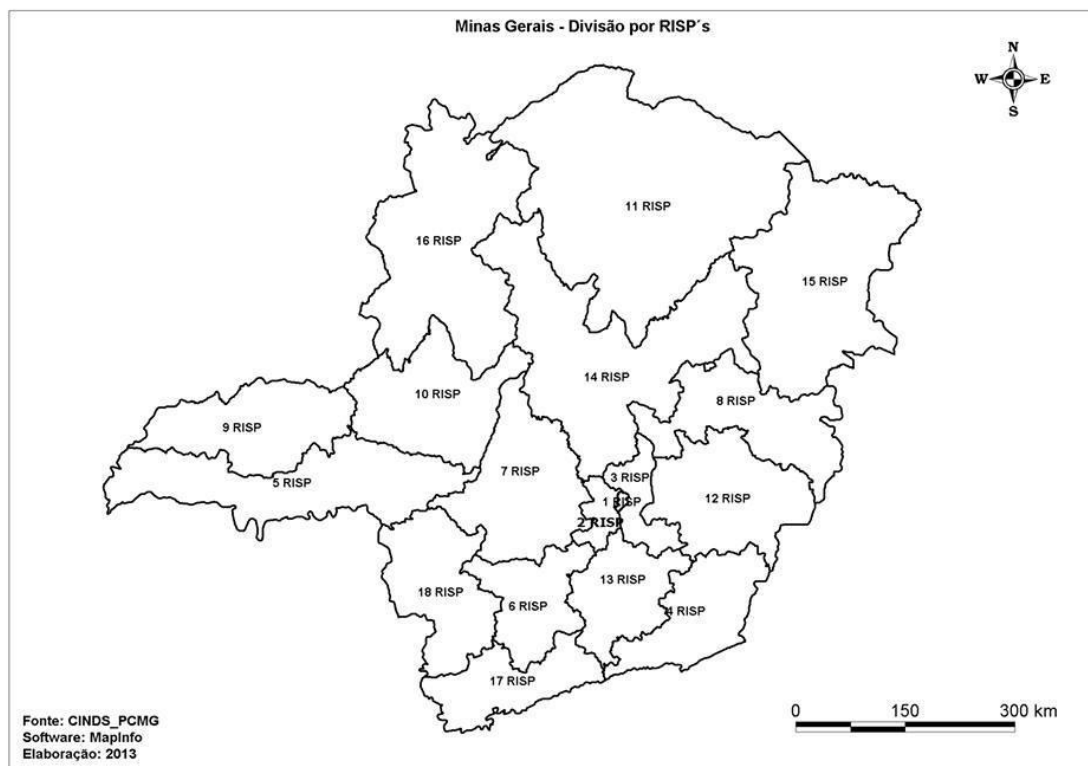 Minas Gerais - Divisão por RISP´s
N
W E
S
11 RISP
16 RISP
15 RISP
14 RISP
10 RISP
8 RISP
9 RISP
7 RISP
3 RISP
5 RISP
1 RISP
12 RISP
2 RISP
13 RISP
18 RISP
6 RISP
4 RISP
17 RISP
Fonte: CINDS_PCMG
Software: MapInfo
Elaboração: 2013
0 150 300 km